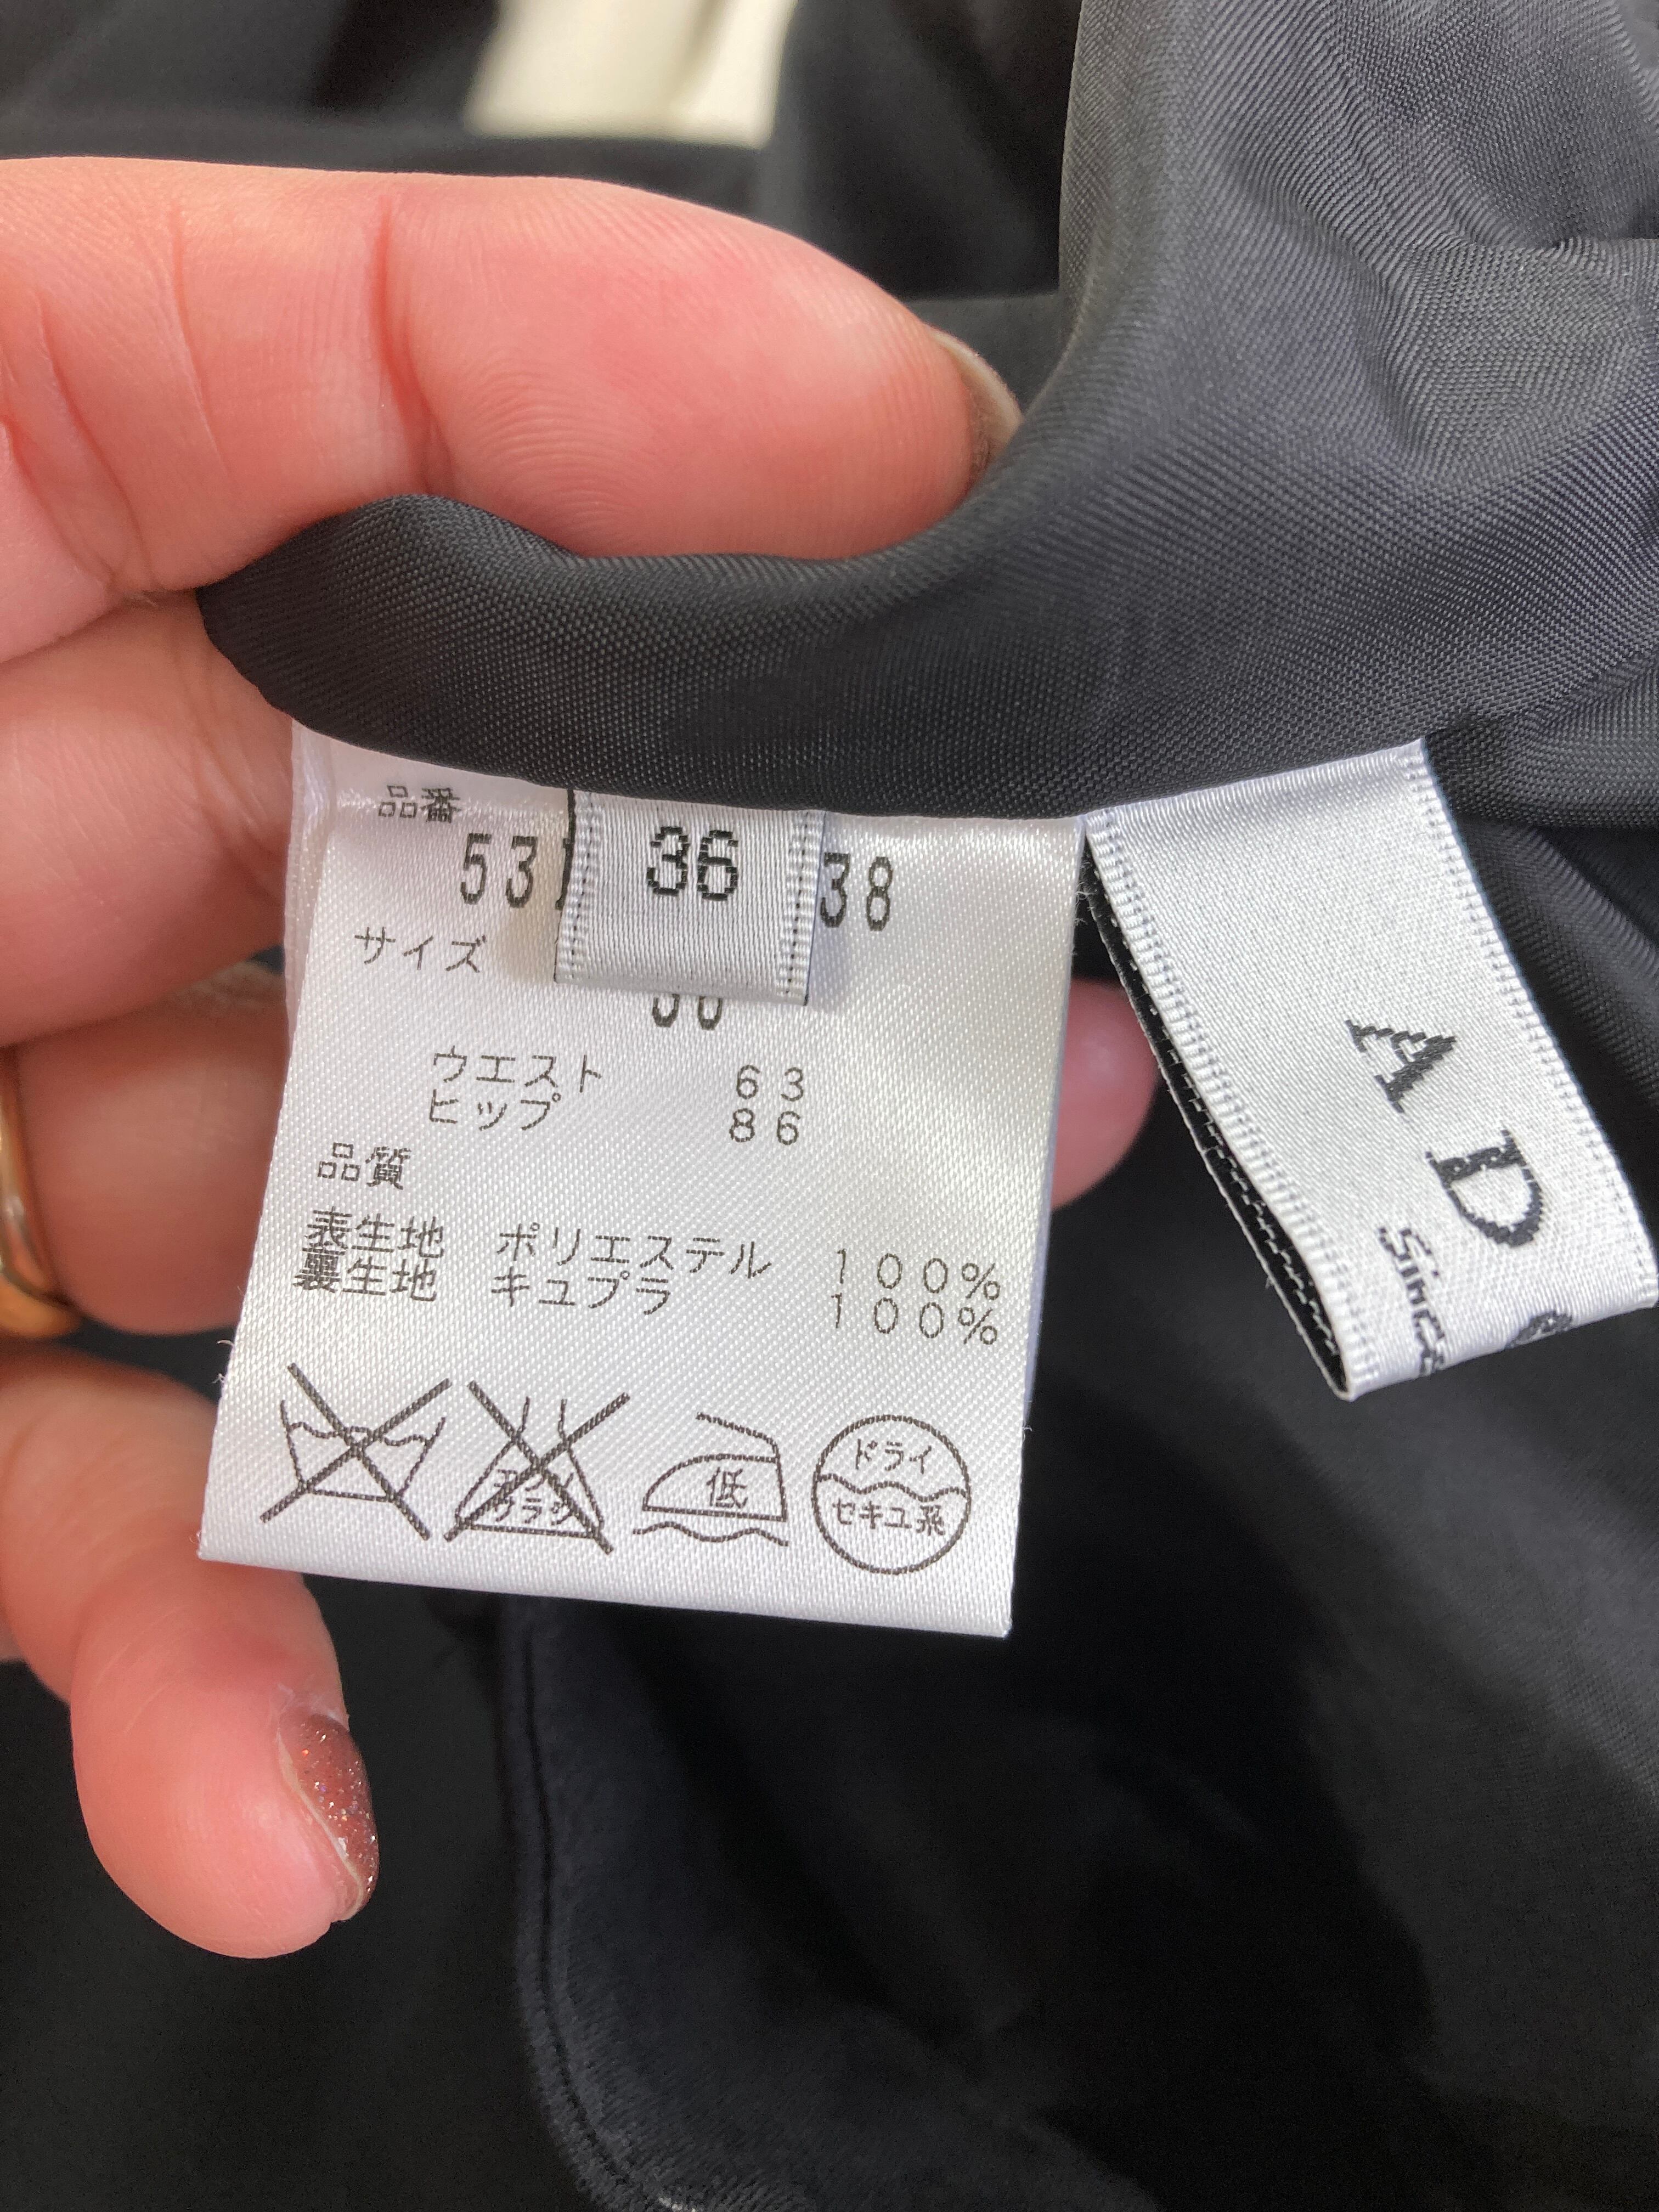 品番
36
38
サイズ
ウエスト 63
ヒップ 86
品質
表生地 ポリエステル 100%
裏生地 キュプラ 100%
低
ドライ
セキユ系
A D